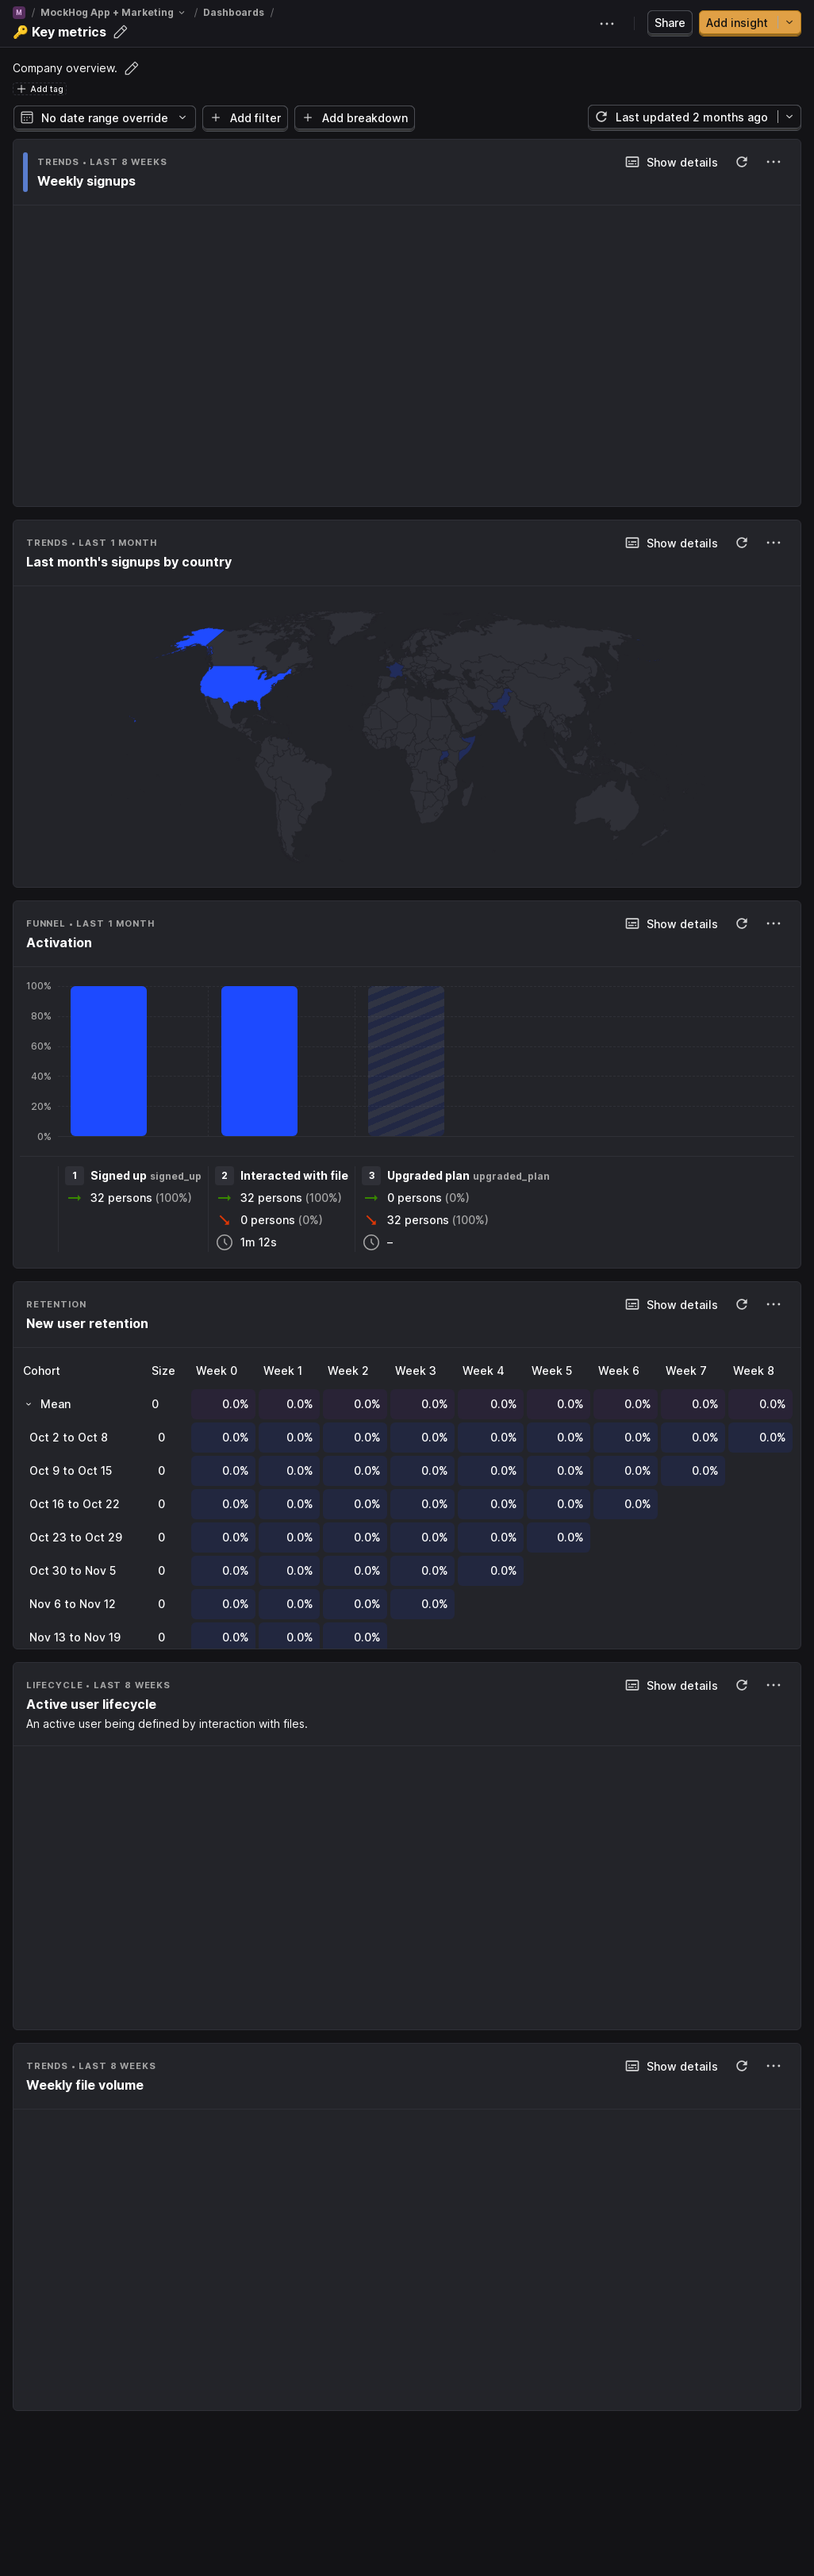 M / MockHog App + Marketing / Dashboards /
🔑 Key metrics
Share
Add insight
Company overview.
Add tag
No date range override
Add filter
Add breakdown
Last updated 2 months ago
TRENDS • LAST 8 WEEKS
Weekly signups
Show details
TRENDS • LAST 1 MONTH
Last month's signups by country
Show details
FUNNEL • LAST 1 MONTH
Activation
Show details
100%
80%
60%
40%
20%
0%
1 Signed up signed_up
32 persons (100%)
2 Interacted with file
32 persons (100%)
0 persons (0%)
1m 12s
3 Upgraded plan upgraded_plan
0 persons (0%)
32 persons (100%)
–
RETENTION
New user retention
Show details
Cohort Size Week 0 Week 1 Week 2 Week 3 Week 4 Week 5 Week 6 Week 7 Week 8
Mean 0 0.0% 0.0% 0.0% 0.0% 0.0% 0.0% 0.0% 0.0% 0.0%
Oct 2 to Oct 8 0 0.0% 0.0% 0.0% 0.0% 0.0% 0.0% 0.0% 0.0% 0.0%
Oct 9 to Oct 15 0 0.0% 0.0% 0.0% 0.0% 0.0% 0.0% 0.0% 0.0%
Oct 16 to Oct 22 0 0.0% 0.0% 0.0% 0.0% 0.0% 0.0% 0.0%
Oct 23 to Oct 29 0 0.0% 0.0% 0.0% 0.0% 0.0% 0.0%
Oct 30 to Nov 5 0 0.0% 0.0% 0.0% 0.0% 0.0%
Nov 6 to Nov 12 0 0.0% 0.0% 0.0% 0.0%
Nov 13 to Nov 19 0 0.0% 0.0% 0.0%
LIFECYCLE • LAST 8 WEEKS
Active user lifecycle
An active user being defined by interaction with files.
Show details
TRENDS • LAST 8 WEEKS
Weekly file volume
Show details